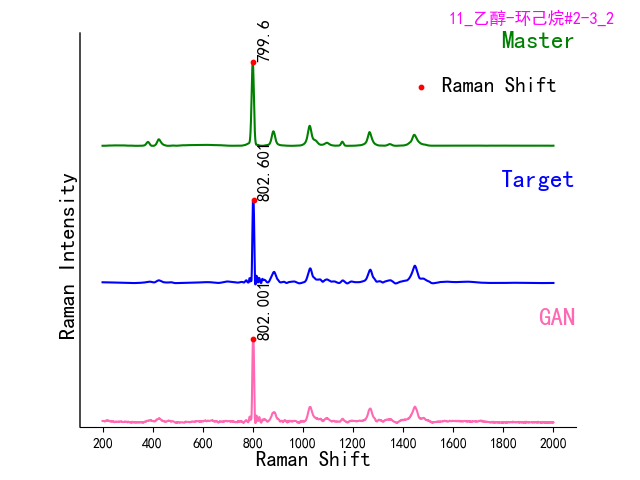 11_乙醇-环己烷#2-3_2
Master
799.6
Raman Shift
802.601
Target
802.001
GAN
Raman Intensity
200 400 600 800 1000 1200 1400 1600 1800 2000
Raman Shift